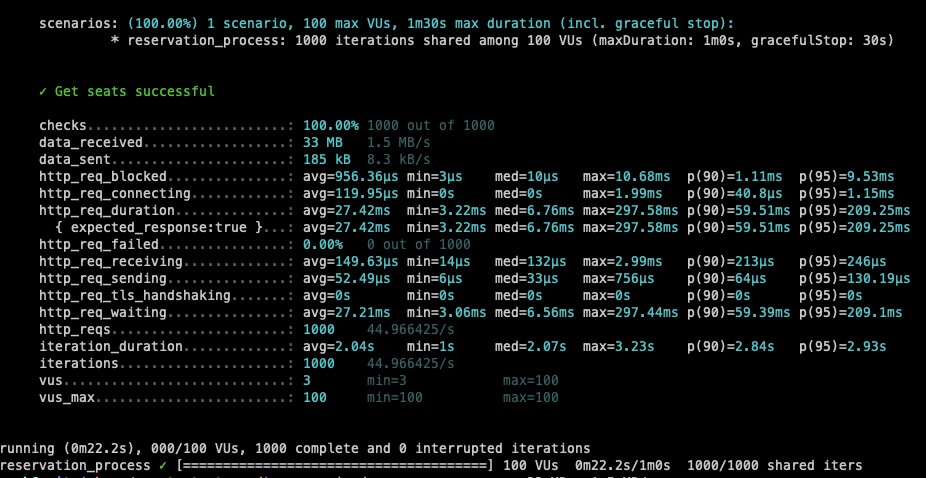 scenarios: (100.00%) 1 scenario, 100 max VUs, 1m30s max duration (incl. graceful stop):
* reservation_process: 1000 iterations shared among 100 VUs (maxDuration: 1m0s, gracefulStop: 30s)
✓ Get seats successful
checks.........................: 100.00% 1000 out of 1000
data_received..................: 33 MB 1.5 MB/s
data_sent......................: 185 kB 8.3 kB/s
http_req_blocked...............: avg=956.36µs min=3µs med=10µs max=10.68ms p(90)=1.11ms p(95)=9.53ms
http_req_connecting............: avg=119.95µs min=0s med=0s max=1.99ms p(90)=40.8µs p(95)=1.15ms
http_req_duration..............: avg=27.42ms min=3.22ms med=6.76ms max=297.58ms p(90)=59.51ms p(95)=209.25ms
{ expected_response:true }...: avg=27.42ms min=3.22ms med=6.76ms max=297.58ms p(90)=59.51ms p(95)=209.25ms
http_req_failed................: 0.00% 0 out of 1000
http_req_receiving.............: avg=149.63µs min=14µs med=132µs max=2.99ms p(90)=213µs p(95)=246µs
http_req_sending...............: avg=52.49µs min=6µs med=33µs max=756µs p(90)=64µs p(95)=130.19µs
http_req_tls_handshaking.......: avg=0s min=0s med=0s max=0s p(90)=0s p(95)=0s
http_req_waiting...............: avg=27.21ms min=3.06ms med=6.56ms max=297.44ms p(90)=59.39ms p(95)=209.1ms
http_reqs......................: 1000 44.966425/s
iteration_duration.............: avg=2.04s min=1s med=2.07s max=3.23s p(90)=2.84s p(95)=2.93s
iterations.....................: 1000 44.966425/s
vus............................: 3 min=3 max=100
vus_max........................: 100 min=100 max=100
running (0m22.2s), 000/100 VUs, 1000 complete and 0 interrupted iterations
reservation_process ✓ [======================================] 100 VUs 0m22.2s/1m0s 1000/1000 shared iters